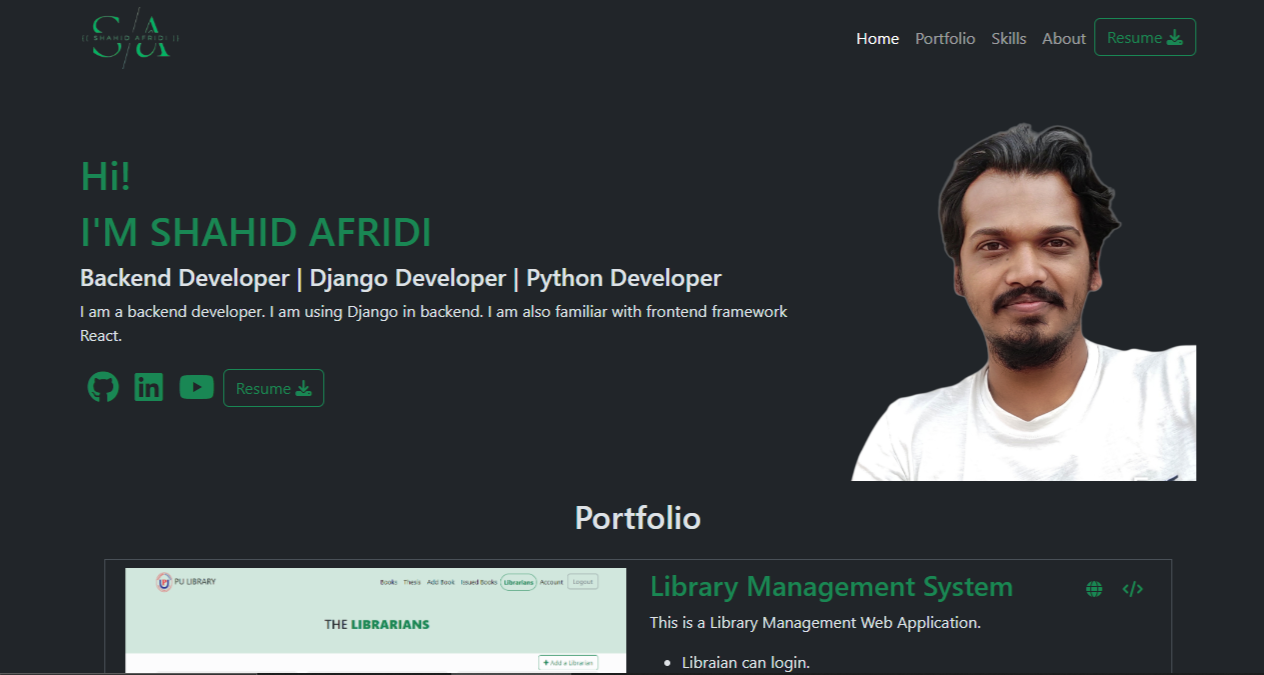 S/A
(( SHAHID AFRIDI ))
Home Portfolio Skills About Resume
Hi!
I'M SHAHID AFRIDI
Backend Developer | Django Developer | Python Developer
I am a backend developer. I am using Django in backend. I am also familiar with frontend framework
React.
Resume
Portfolio
PU LIBRARY
Books Thesis Add Book Issued Books Librarians Account Logout
THE LIBRARIANS
+ Add a Librarian
Library Management System </>
This is a Library Management Web Application.
• Libraian can login.